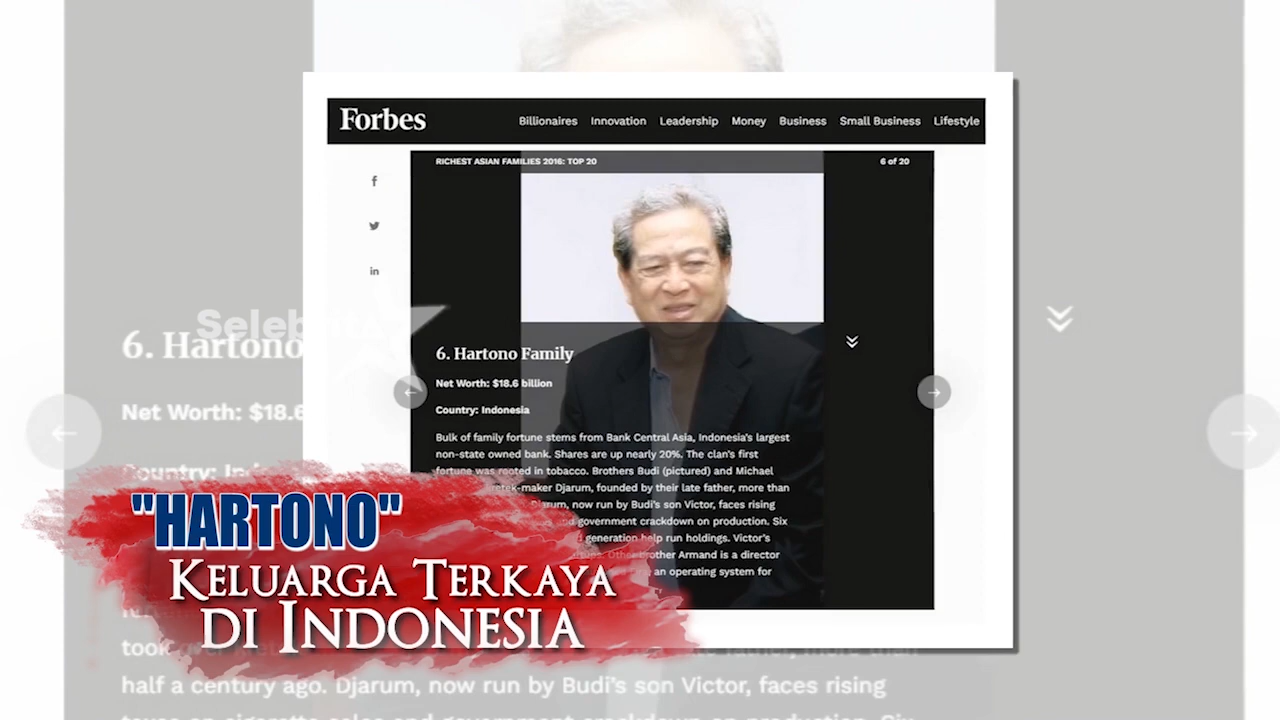 Forbes
Billionaires Innovation Leadership Money Business Small Business Lifestyle
RICHEST ASIAN FAMILIES 2016: TOP 20
6 of 20
6. Hartono Family
Net Worth: $18.6 billion
Country: Indonesia
Bulk of family fortune stems from Bank Central Asia, Indonesia's largest
non-state owned bank. Shares are up nearly 20%. The clan's first
fortune was rooted in tobacco. Brothers Budi (pictured) and Michael
Djarum, founded by their late father, more than
now run by Budi's son Victor, faces rising
government crackdown on production. Six
generation help run holdings. Victor's
Other brother Armand is a director
an operating system for
6. Hartono
Net Worth: $18.6
Country:
"HARTONO"
KELUARGA TERKAYA
DI INDONESIA
half a century ago. Djarum, now run by Budi's son Victor, faces rising